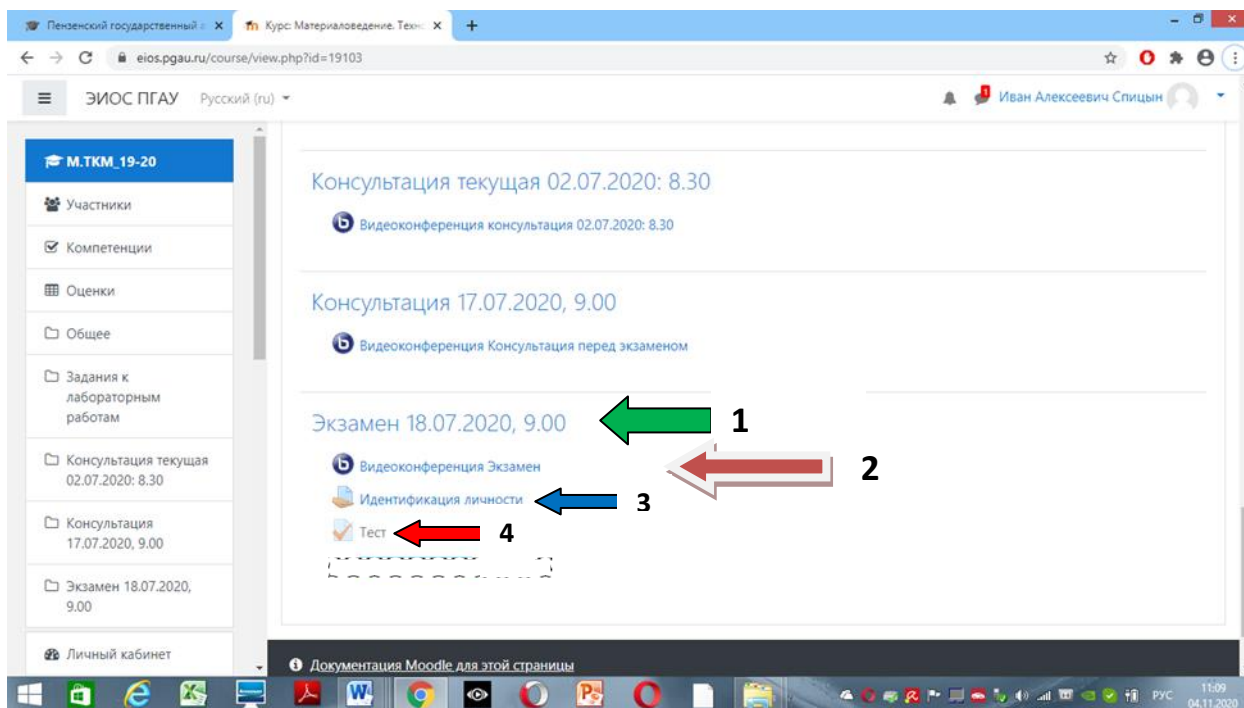 Пензенский государственный а
Курс: Материаловедение. Техн
eios.pgau.ru/course/view.php?id=19103
ЭИОС ПГАУ Русский (ru)
1
Иван Алексеевич Спицын
М.ТКМ_19-20
Участники
Компетенции
Оценки
Общее
Задания к
лабораторным
работам
Консультация текущая
02.07.2020: 8.30
Консультация
17.07.2020, 9.00
Экзамен 18.07.2020,
9.00
Личный кабинет
Консультация текущая 02.07.2020: 8.30
Видеоконференция консультация 02.07.2020: 8.30
Консультация 17.07.2020, 9.00
Видеоконференция Консультация перед экзаменом
Экзамен 18.07.2020, 9.00
1
Видеоконференция Экзамен
2
Идентификация личности
3
Тест
4
Документация Moodle для этой страницы
РУС
11:09
04.11.2020